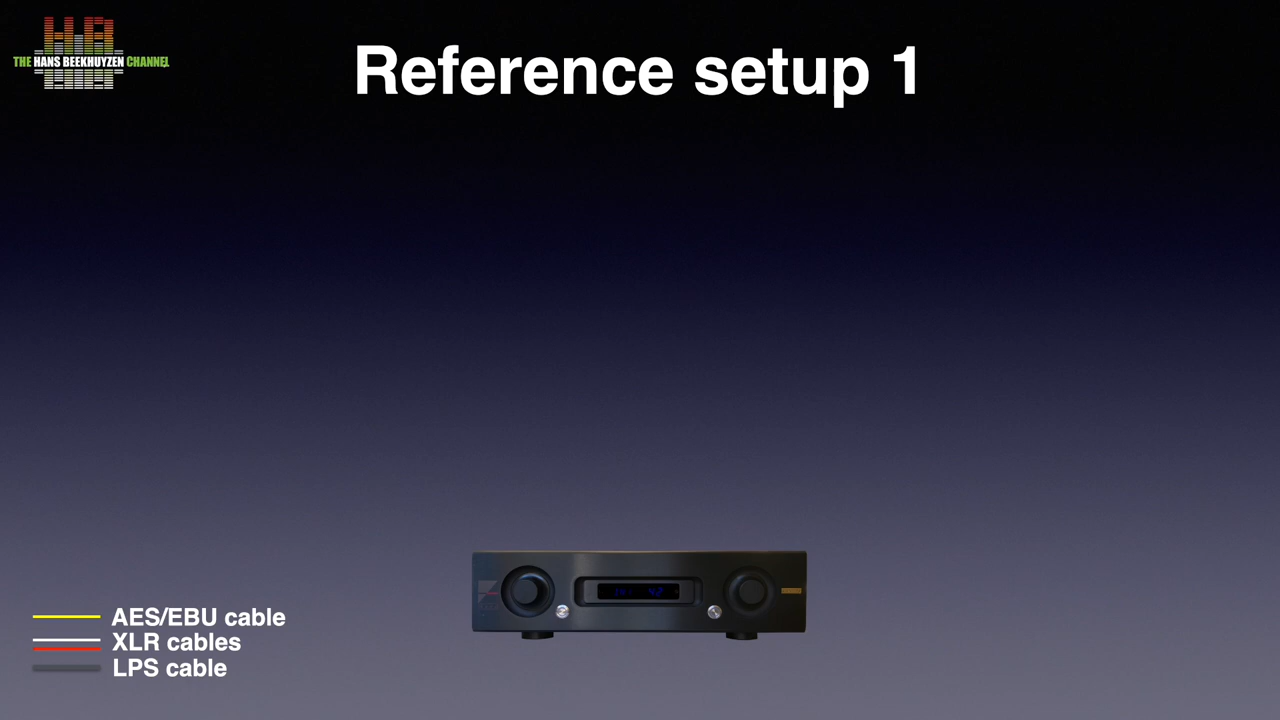 THE HANS BEEKHUYZEN CHANNEL
Reference setup 1
AES/EBU cable
XLR cables
LPS cable